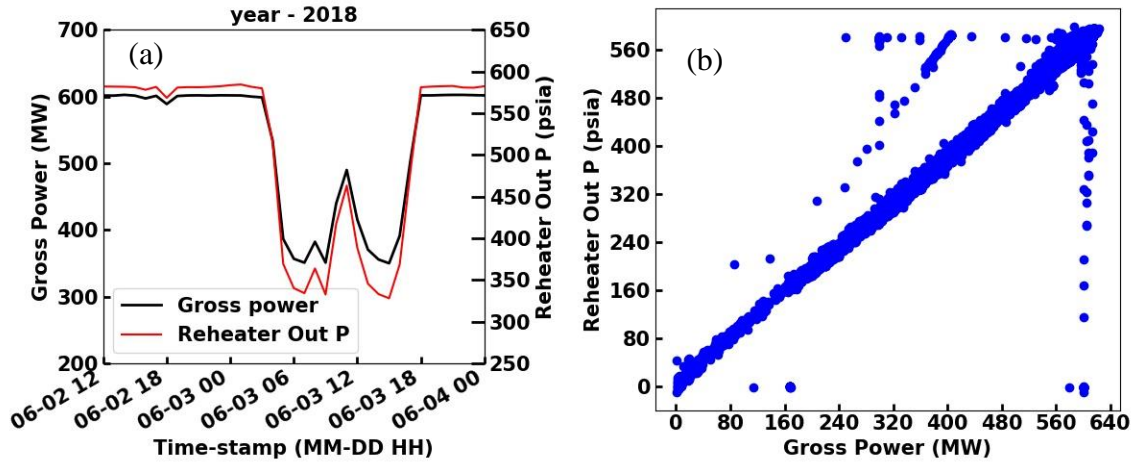 year - 2018
700
600
500
400
300
200
Gross Power (MW)
(a)
Gross power
Reheater Out P
650
600
550
500
450
400
350
300
250
Reheater Out P (psia)
06-02 12
06-02 18
06-03 00
06-03 06
06-03 12
06-03 18
06-04 00
Time-stamp (MM-DD HH)
(b)
560
480
400
320
240
160
80
0
Reheater Out P (psia)
0 80 160 240 320 400 480 560 640
Gross Power (MW)